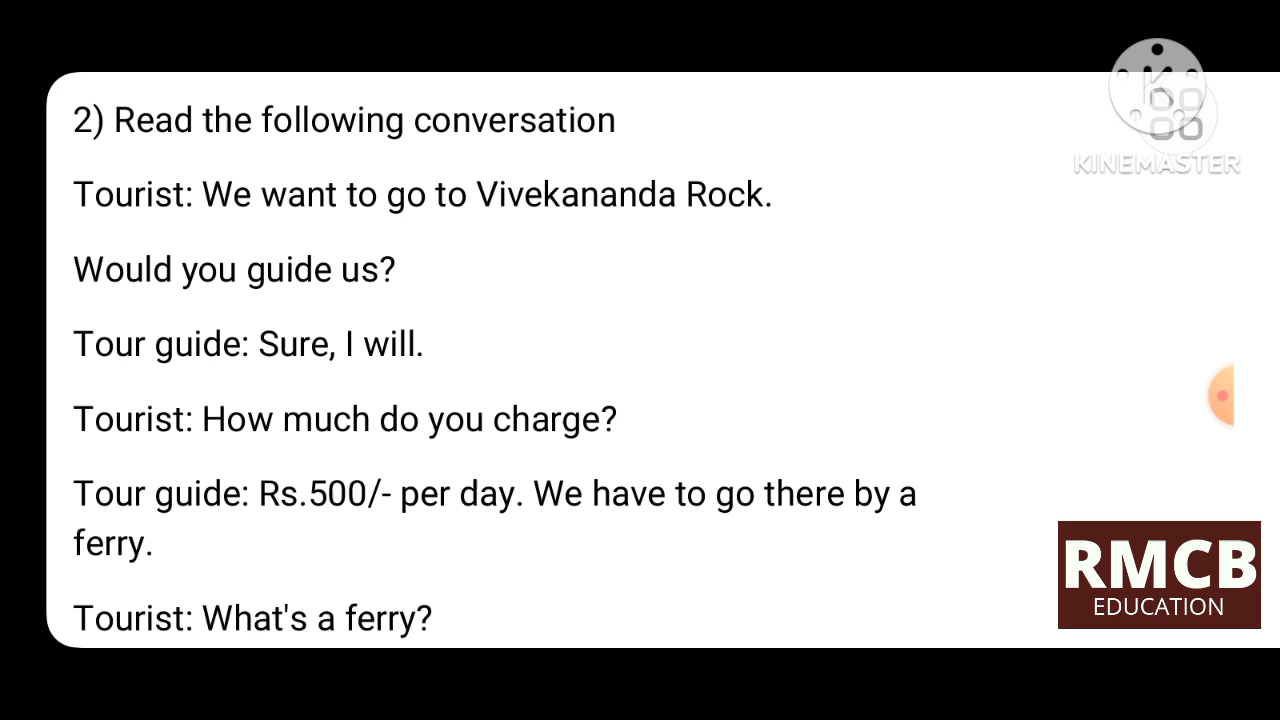 2) Read the following conversation
Tourist: We want to go to Vivekananda Rock.
Would you guide us?
Tour guide: Sure, I will.
Tourist: How much do you charge?
Tour guide: Rs.500/- per day. We have to go there by a
ferry.
Tourist: What's a ferry?
KINEMASTER
RMCB
EDUCATION